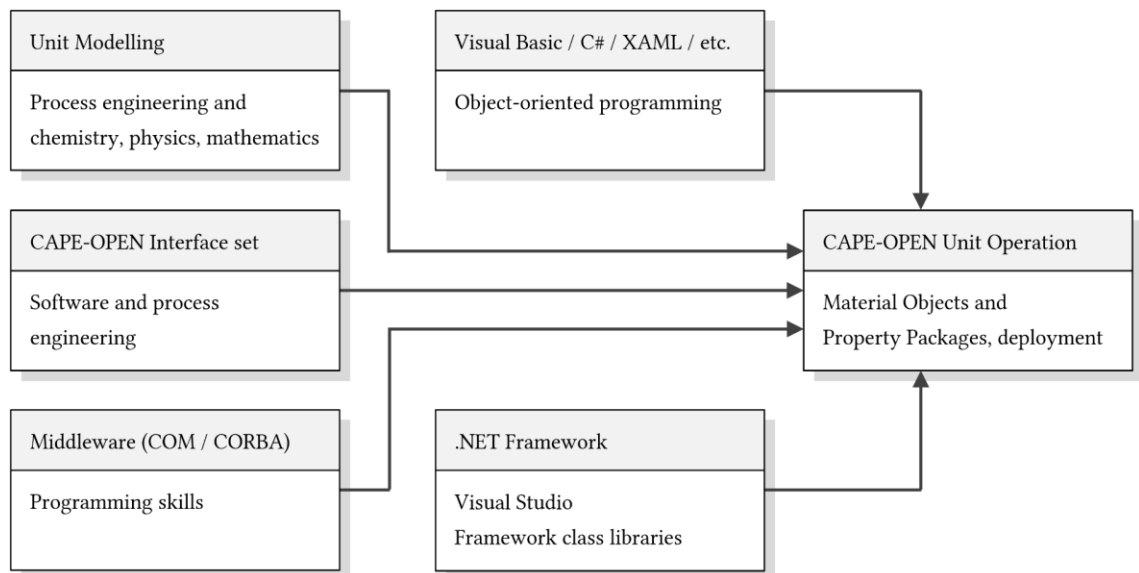 Unit Modelling
Process engineering and
chemistry, physics, mathematics
Visual Basic / C# / XAML / etc.
Object-oriented programming
CAPE-OPEN Interface set
Software and process
engineering
CAPE-OPEN Unit Operation
Material Objects and
Property Packages, deployment
Middleware (COM / CORBA)
Programming skills
.NET Framework
Visual Studio
Framework class libraries